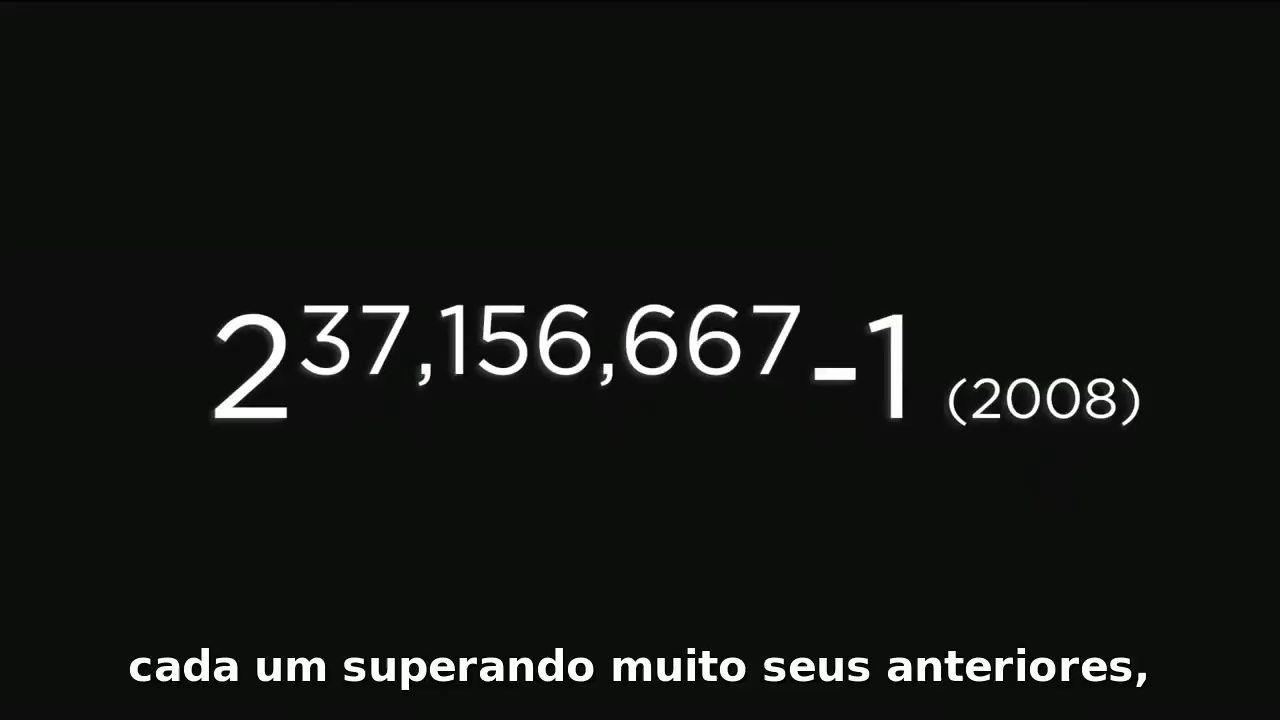 2^37,156,667-1 (2008)
cada um superando muito seus anteriores,